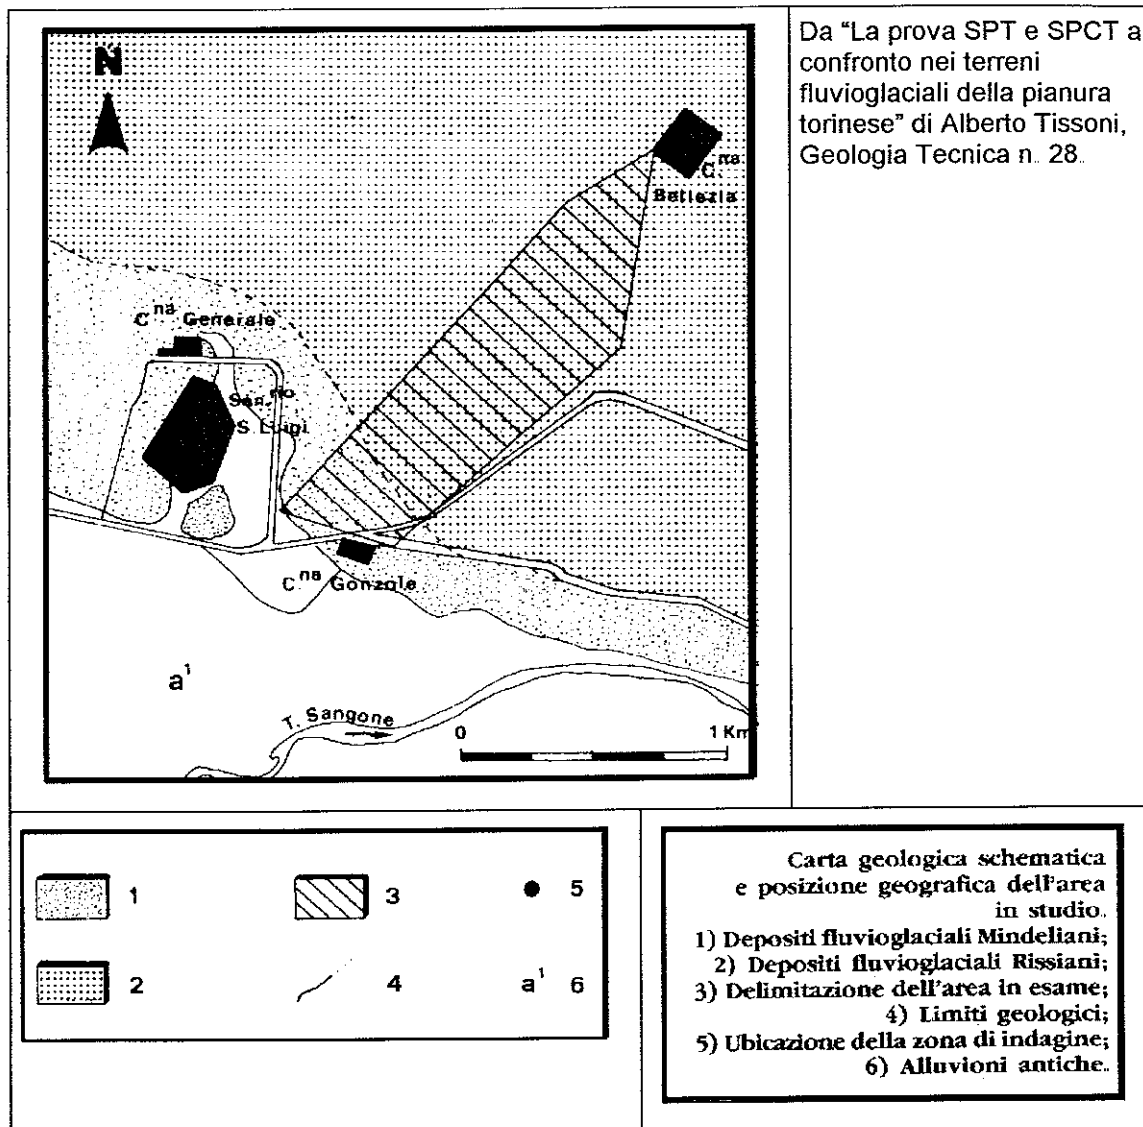 Da “La prova SPT e SPCT a
confronto nei terreni
fluvioglaciali della pianura
torinese” di Alberto Tissoni,
Geologia Tecnica n.. 28..
N
C.na
Bellezia
Cna Generale
San.rio
S. Luigi
Cna Gonzole
a1
T. Sangone
0
1 Km
1
3
5
2
4
a1 6
Carta geologica schematica
e posizione geografica dell'area
in studio..
1) Depositi fluvioglaciali Mindeliani;
2) Depositi fluvioglaciali Rissiani;
3) Delimitazione dell'area in esame;
4) Limiti geologici;
5) Ubicazione della zona di indagine;
6) Alluvioni antiche..